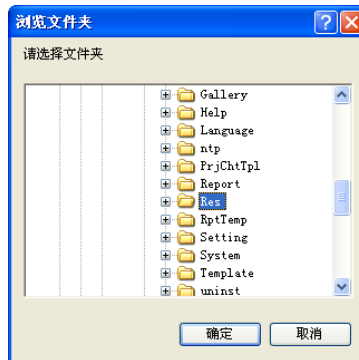 浏览文件夹
请选择文件夹
Gallery
Help
Language
ntp
PrjChtTpl
Report
Res
RptTemp
Setting
System
Template
uninst
确定 取消